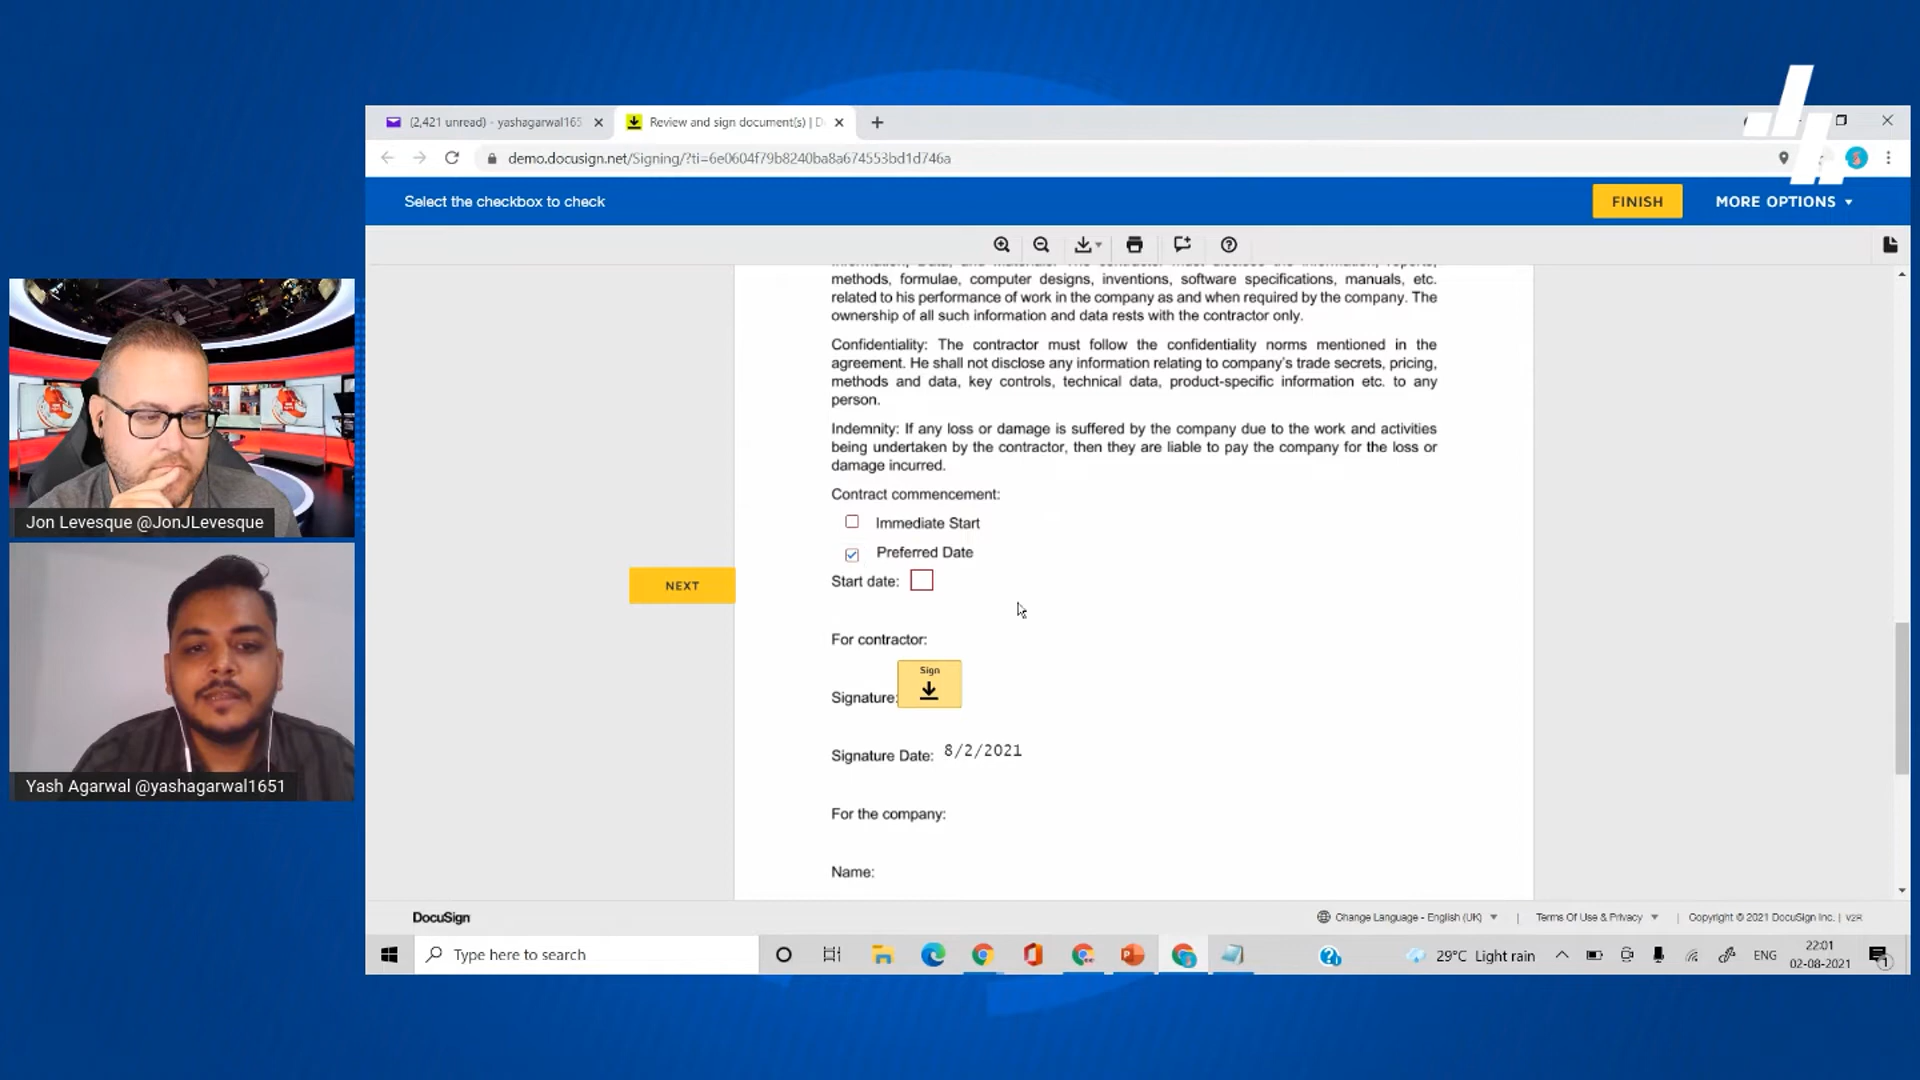 (2,421 unread) - yashagarwal165
Review and sign document(s) | D
demo.docusign.net/Signing/?ti=6e0604f79b8240ba8a674553bd1d746a
Select the checkbox to check
FINISH
MORE OPTIONS
methods, formulae, computer designs, inventions, software specifications, manuals, etc.
related to his performance of work in the company as and when required by the company. The
ownership of all such information and data rests with the contractor only.
Confidentiality: The contractor must follow the confidentiality norms mentioned in the
agreement. He shall not disclose any information relating to company's trade secrets, pricing,
methods and data, key controls, technical data, product-specific information etc. to any
person.
Indemnity: If any loss or damage is suffered by the company due to the work and activities
being undertaken by the contractor, then they are liable to pay the company for the loss or
damage incurred.
Contract commencement:
Immediate Start
Preferred Date
Start date:
NEXT
For contractor:
Sign
Signature:
Signature Date: 8/2/2021
For the company:
Name:
Jon Levesque @JonJLevesque
Yash Agarwal @yashagarwal1651
DocuSign
Change Language - English (UK)
Terms Of Use & Privacy
Copyright © 2021 DocuSign Inc. | V2R
Type here to search
29°C Light rain
ENG
22:01
02-08-2021
1